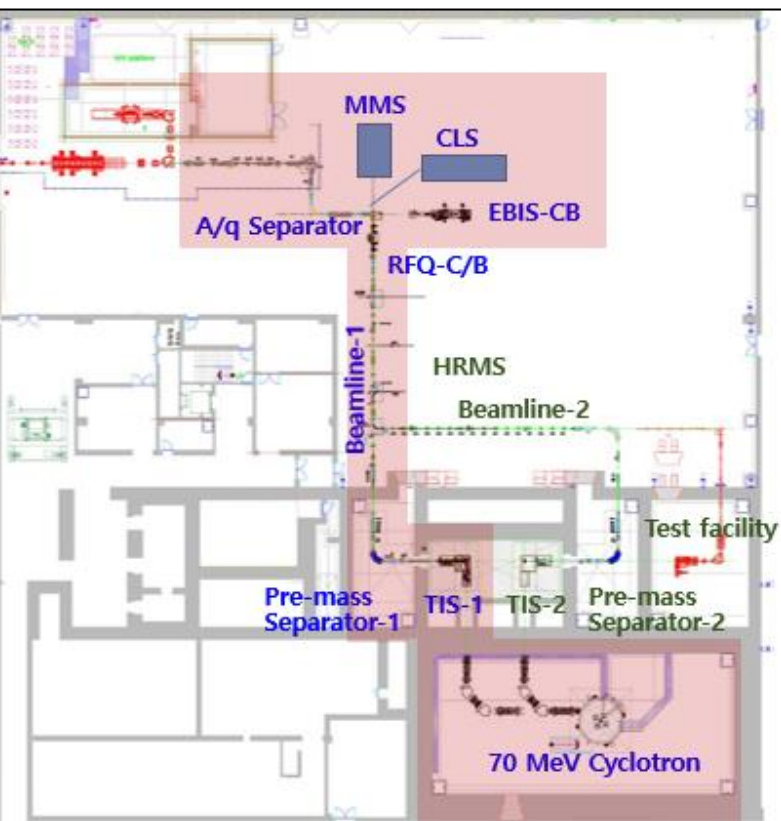 MMS
CLS
A/q Separator
EBIS-CB
RFQ-C/B
Beamline-1
HRMS
Beamline-2
Test facility
Pre-mass
Separator-1
TIS-1
TIS-2
Pre-mass
Separator-2
70 MeV Cyclotron